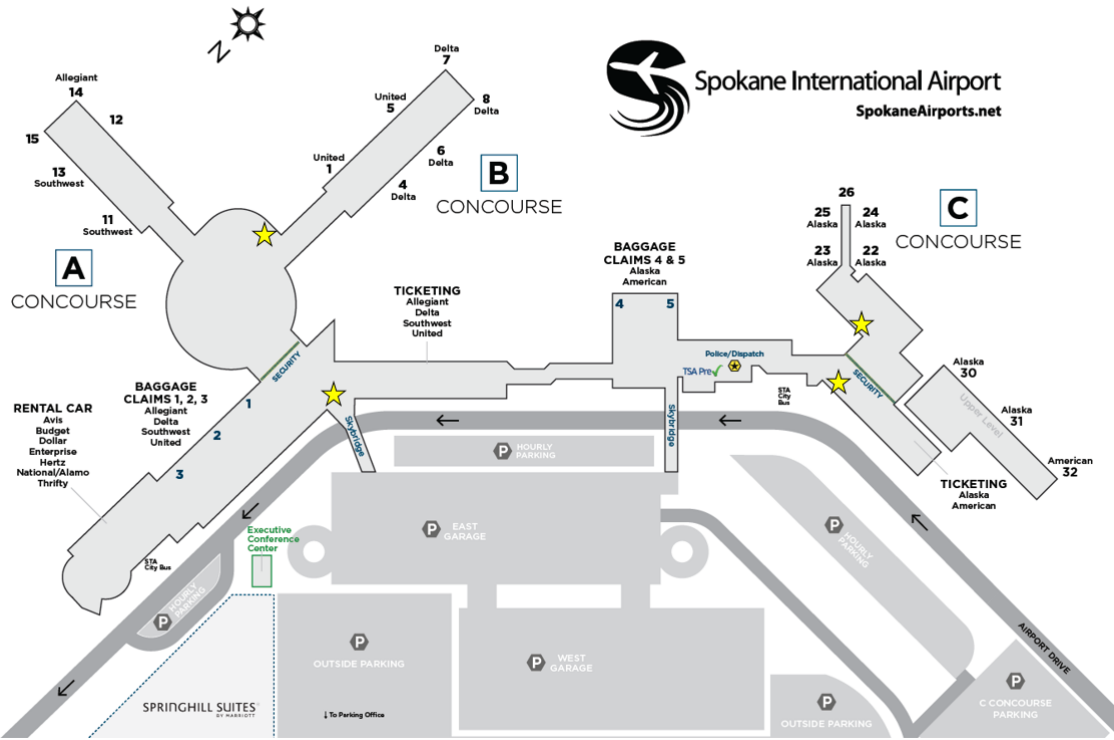 N
Spokane International Airport
SpokaneAirports.net
Allegiant
14
12
15
13
Southwest
11
Southwest
A
CONCOURSE
Delta
7
United
5
8
Delta
United
1
6
Delta
4
Delta
B
CONCOURSE
26
25
Alaska
24
Alaska
23
Alaska
22
Alaska
C
CONCOURSE
BAGGAGE
CLAIMS 4 & 5
Alaska
American
4
5
TICKETING
Allegiant
Delta
Southwest
United
SECURITY
Police/Dispatch
TSA Pre
STA
City
Bus
SECURITY
Alaska
30
Alaska
31
American
32
Upper Level
TICKETING
Alaska
American
BAGGAGE
CLAIMS 1, 2, 3
Allegiant
Delta
Southwest
United
1
2
3
RENTAL CAR
Avis
Budget
Dollar
Enterprise
Hertz
National/Alamo
Thrifty
Skybridge
Skybridge
P HOURLY
PARKING
P EAST
GARAGE
P HOURLY
PARKING
Executive
Conference
Center
STA
City Bus
P HOURLY
PARKING
P
OUTSIDE PARKING
P WEST
GARAGE
AIRPORT DRIVE
P
C CONCOURSE
PARKING
P
OUTSIDE PARKING
SPRINGHILL SUITES®
BY MARRIOTT
↓ To Parking Office